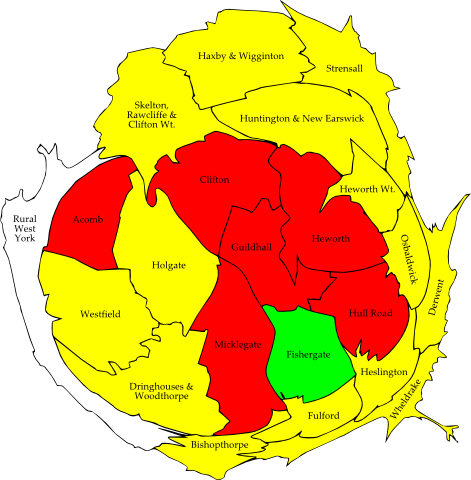 Haxby & Wigginton
Strensall
Skelton,
Rawcliffe &
Clifton Wt.
Huntington & New Earswick
Clifton
Heworth Wt.
Acomb
Rural
West
York
Guildhall
Heworth
Osbaldwick
Holgate
Derwent
Westfield
Hull Road
Micklegate
Fishergate
Heslington
Dringhouses &
Woodthorpe
Wheldrake
Fulford
Bishopthorpe